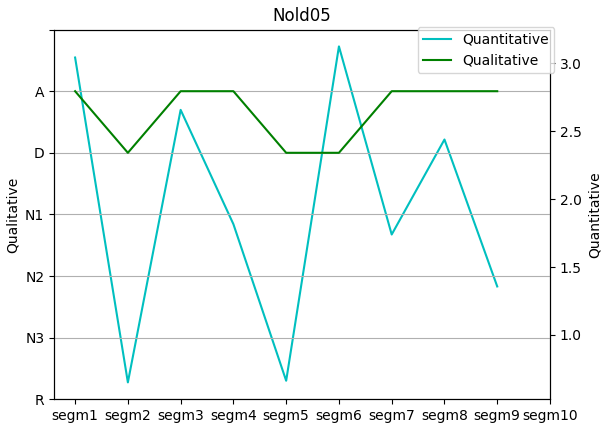 Nold05
Quantitative
Qualitative
A
D
N1
N2
N3
R
Qualitative
3.0
2.5
2.0
1.5
1.0
Quantitative
segm1 segm2 segm3 segm4 segm5 segm6 segm7 segm8 segm9 segm10